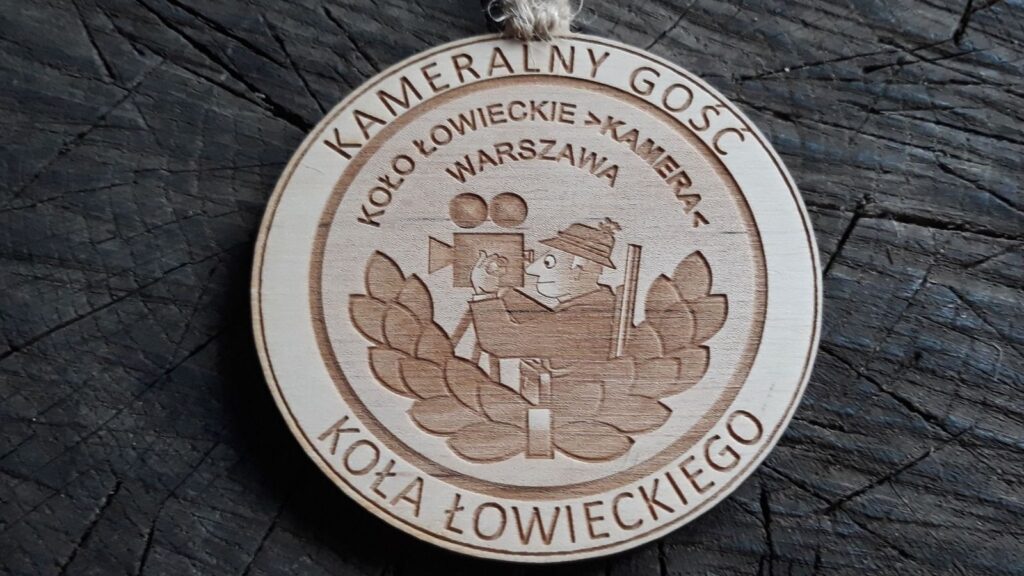 KAMERALNY GOŚĆ
KOŁO ŁOWIECKIE >KAMERA<
WARSZAWA
KOŁA ŁOWIECKIEGO